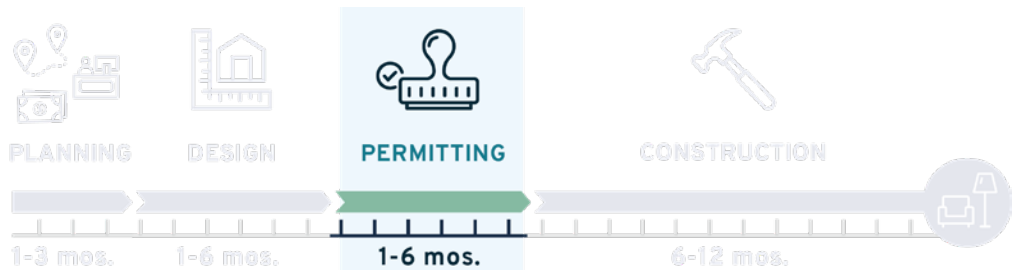 PLANNING
DESIGN
PERMITTING
CONSTRUCTION
1-3 mos.
1-6 mos.
1-6 mos.
6-12 mos.